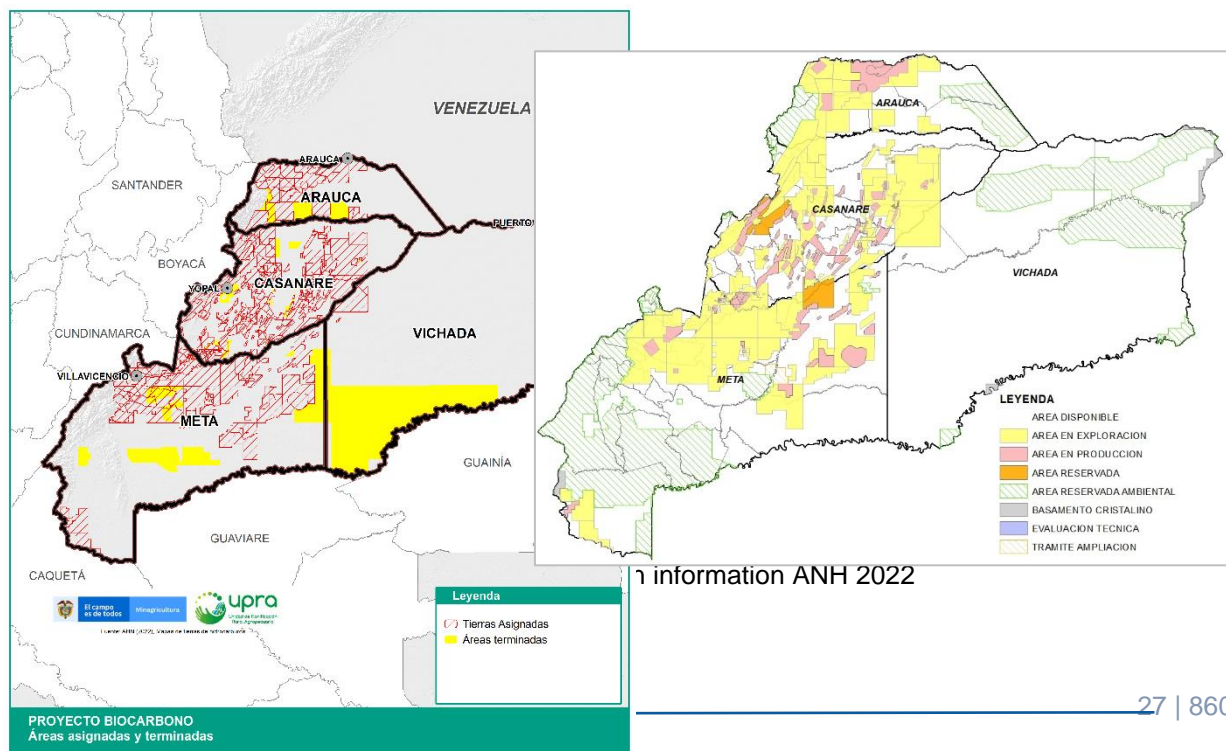 VENEZUELA
ARAUCA
SANTANDER
ARAUCA
PUERTO
BOYACÁ
YOPAL
CASANARE
CUNDINAMARCA
VICHADA
VILLAVICENCIO
META
GUAINÍA
GUAVIARE
CAQUETÁ
El campo
es de todos
Minagricultura
upra
Leyenda
Tierras Asignadas
Áreas terminadas
PROYECTO BIOCARBONO
Áreas asignadas y terminadas
ARAUCA
CASANARE
VICHADA
META
LEYENDA
AREA DISPONIBLE
AREA EN EXPLORACION
AREA EN PRODUCCION
AREA RESERVADA
AREA RESERVADA AMBIENTAL
BASAMENTO CRISTALINO
EVALUACION TECNICA
TRAMITE AMPLIACION
information ANH 2022
27 | 860